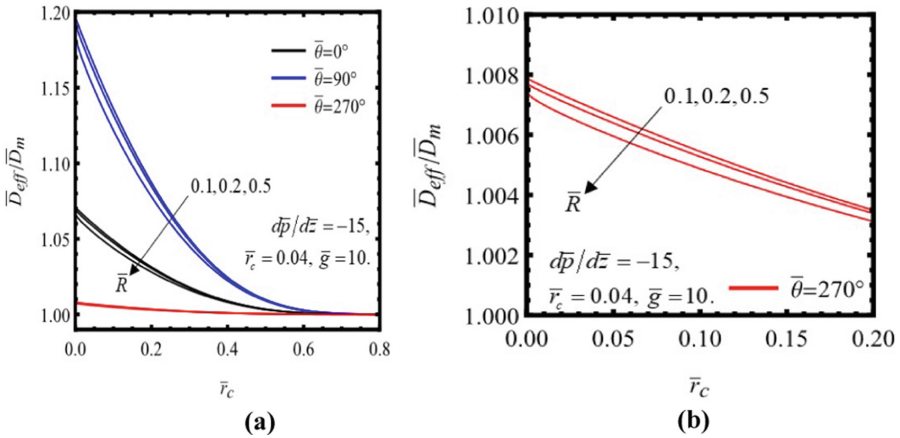 1.20
1.15
1.10
1.05
1.00
D̄eff/D̄m
θ̄=0°
θ̄=90°
θ̄=270°
0.1, 0.2, 0.5
R̄
dp̄/dz̄ = −15,
r̄c = 0.04, ḡ = 10.
0.0 0.2 0.4 0.6 0.8
r̄c
(a)
1.010
1.008
1.006
1.004
1.002
1.000
D̄eff/D̄m
0.1, 0.2, 0.5
R̄
dp̄/dz̄ = −15,
r̄c = 0.04, ḡ = 10.
θ̄=270°
0.00 0.05 0.10 0.15 0.20
r̄c
(b)